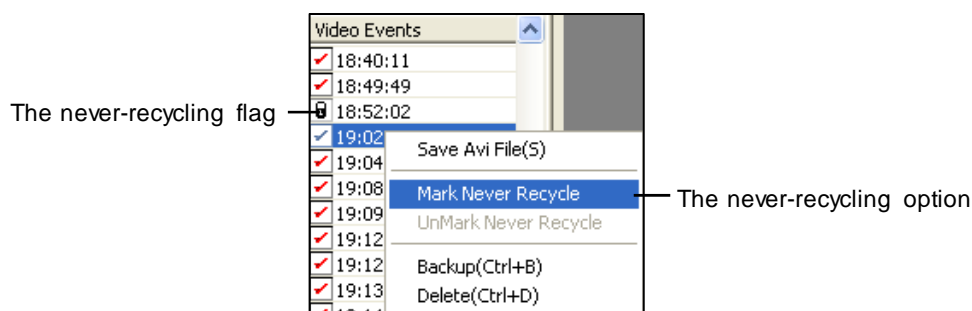 Video Events
18:40:11
18:49:49
The never-recycling flag
18:52:02
19:02
Save Avi File(S)
19:04
19:08
Mark Never Recycle
The never-recycling option
19:09
UnMark Never Recycle
19:12
19:12
Backup(Ctrl+B)
19:13
Delete(Ctrl+D)